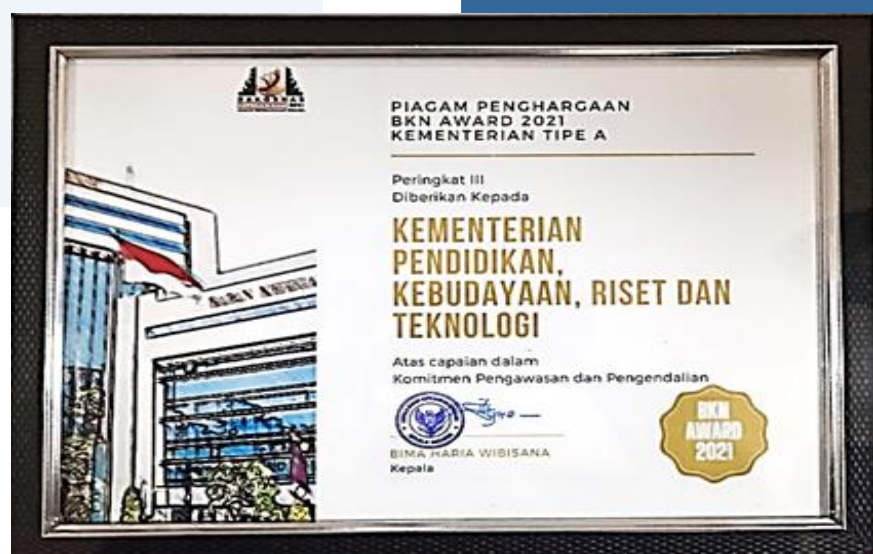 PIAGAM PENGHARGAAN
BKN AWARD 2021
KEMENTERIAN TIPE A
Peringkat III
Diberikan Kepada
KEMENTERIAN
PENDIDIKAN,
KEBUDAYAAN, RISET DAN
TEKNOLOGI
Atas capaian dalam
Komitmen Pengawasan dan Pengendalian
BIMA HARIA WIBISANA
Kepala
BKN
AWARD
2021